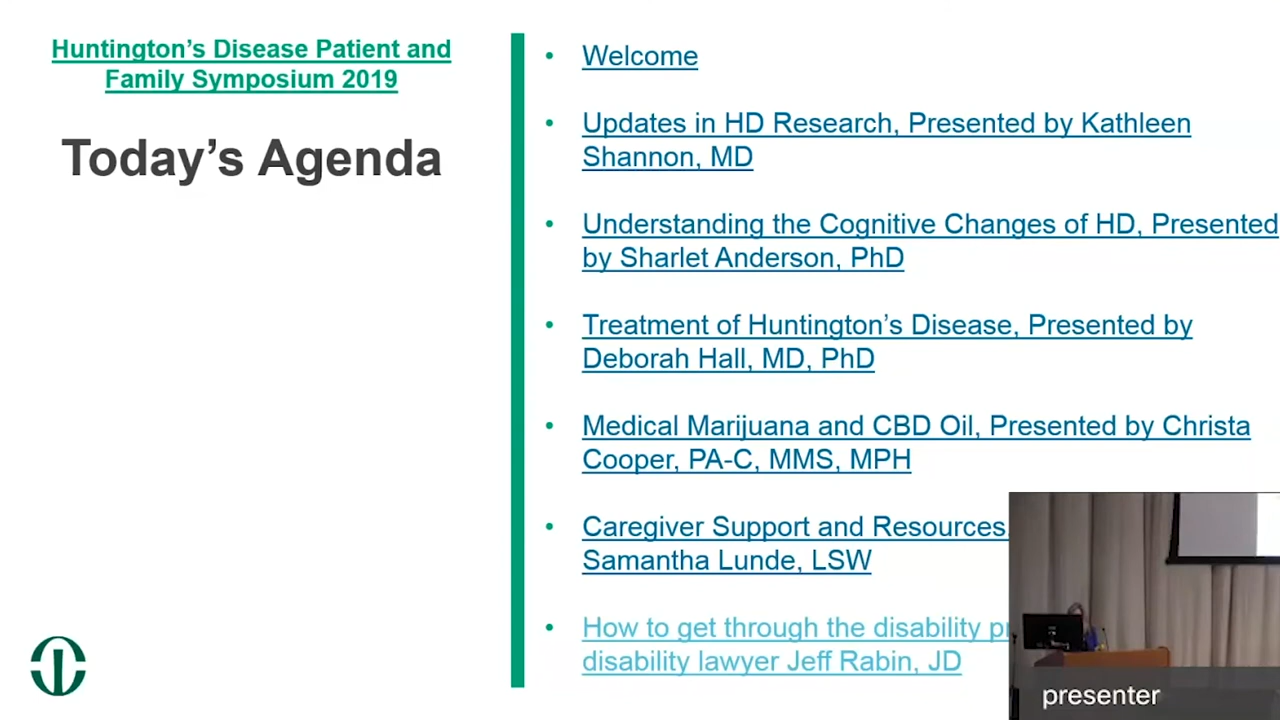 Huntington’s Disease Patient and
Family Symposium 2019
Today’s Agenda
• Welcome
• Updates in HD Research, Presented by Kathleen
Shannon, MD
• Understanding the Cognitive Changes of HD, Presented
by Sharlet Anderson, PhD
• Treatment of Huntington’s Disease, Presented by
Deborah Hall, MD, PhD
• Medical Marijuana and CBD Oil, Presented by Christa
Cooper, PA-C, MMS, MPH
• Caregiver Support and Resources,
Samantha Lunde, LSW
• How to get through the disability
disability lawyer Jeff Rabin, JD
presenter